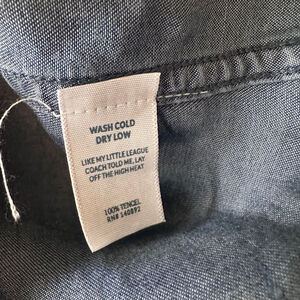 WASH COLD
DRY LOW
LIKE MY LITTLE LEAGUE
COACH TOLD ME, LAY
OFF THE HIGH HEAT
100% TENCEL
RN# 140892